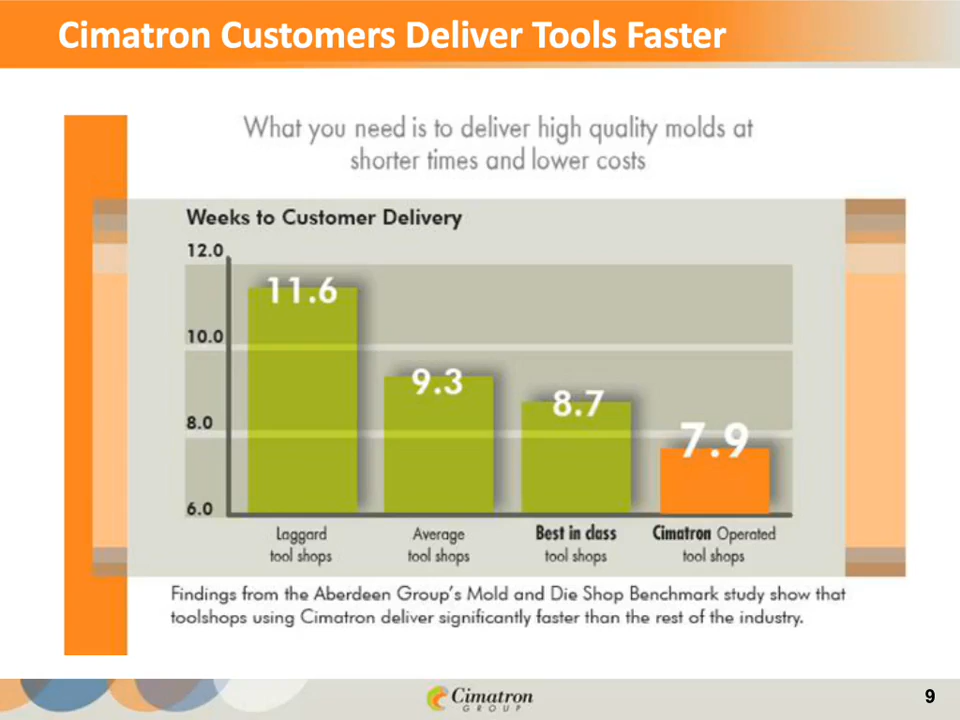 Cimatron Customers Deliver Tools Faster
What you need is to deliver high quality molds at
shorter times and lower costs
Weeks to Customer Delivery
12.0
10.0
8.0
6.0
11.6
9.3
8.7
7.9
Laggard
tool shops
Average
tool shops
Best in class
tool shops
Cimatron Operated
tool shops
Findings from the Aberdeen Group's Mold and Die Shop Benchmark study show that
toolshops using Cimatron deliver significantly faster than the rest of the industry.
Cimatron
GROUP
9